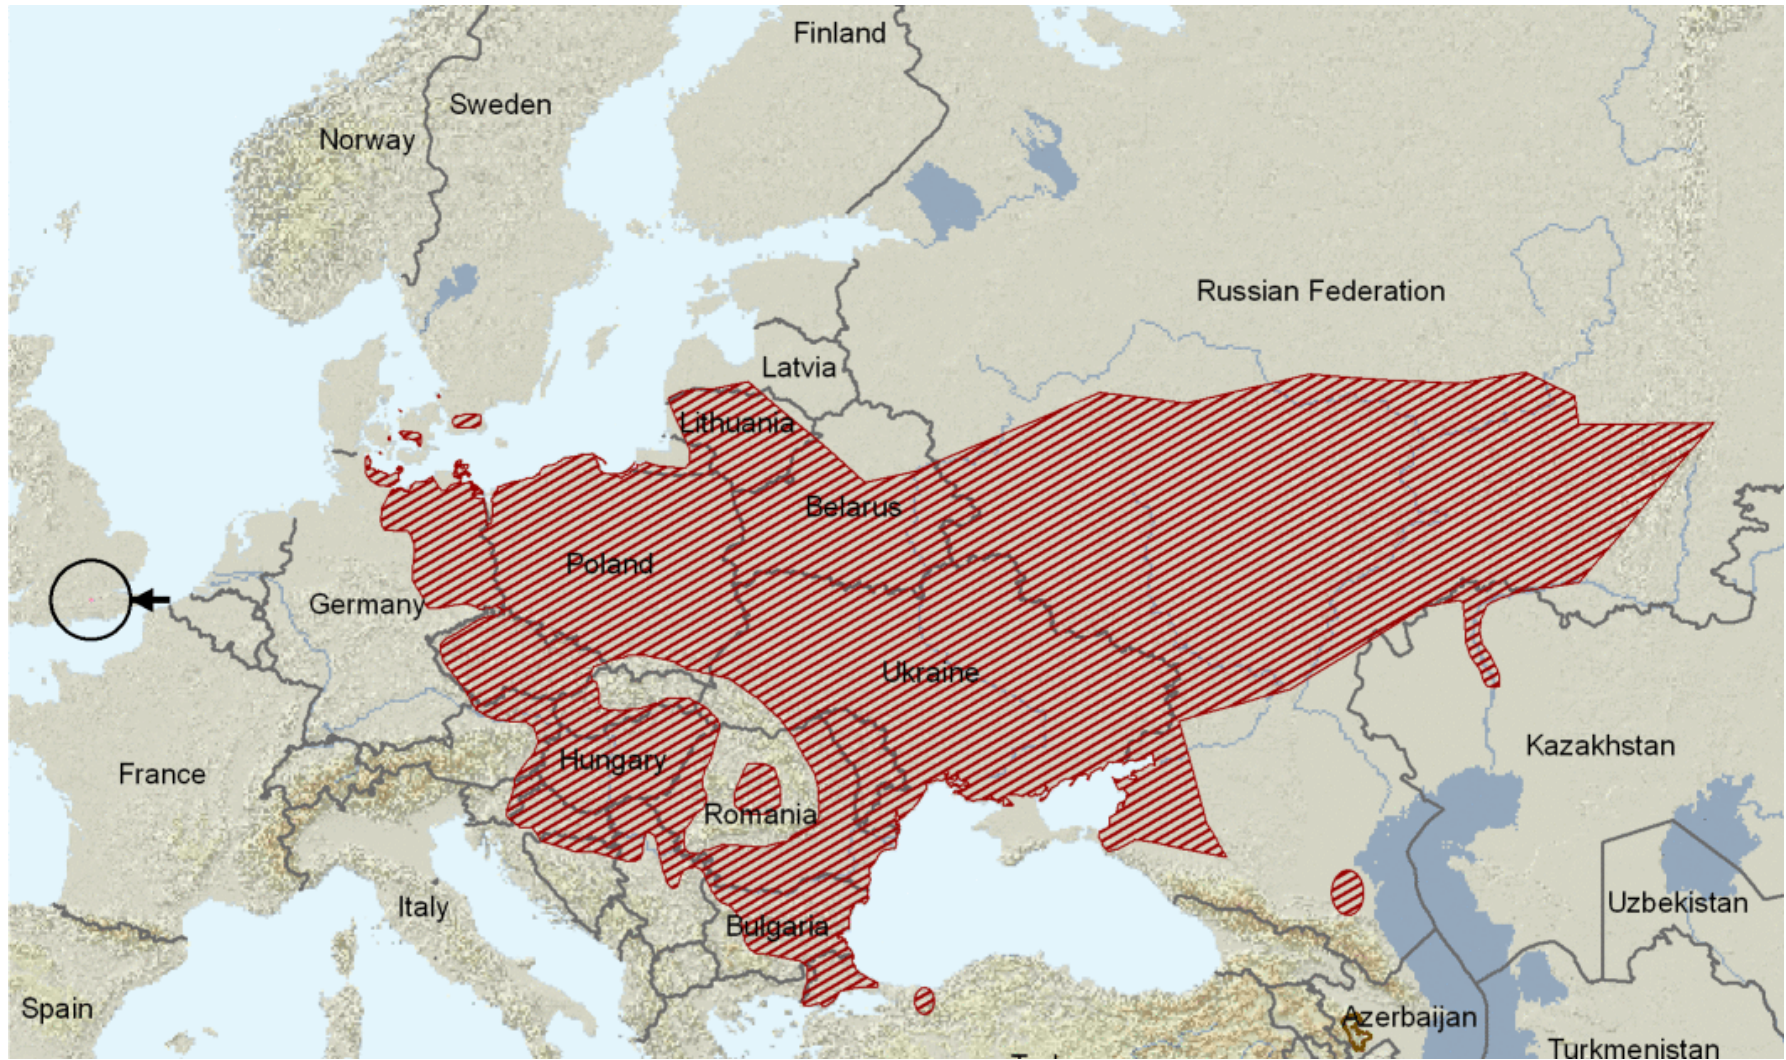 Finland
Sweden
Norway
Russian Federation
Latvia
Lithuania
Belarus
Poland
Germany
Ukraine
Kazakhstan
Hungary
France
Romania
Uzbekistan
Italy
Bulgaria
Spain
Azerbaijan
Turkmenistan